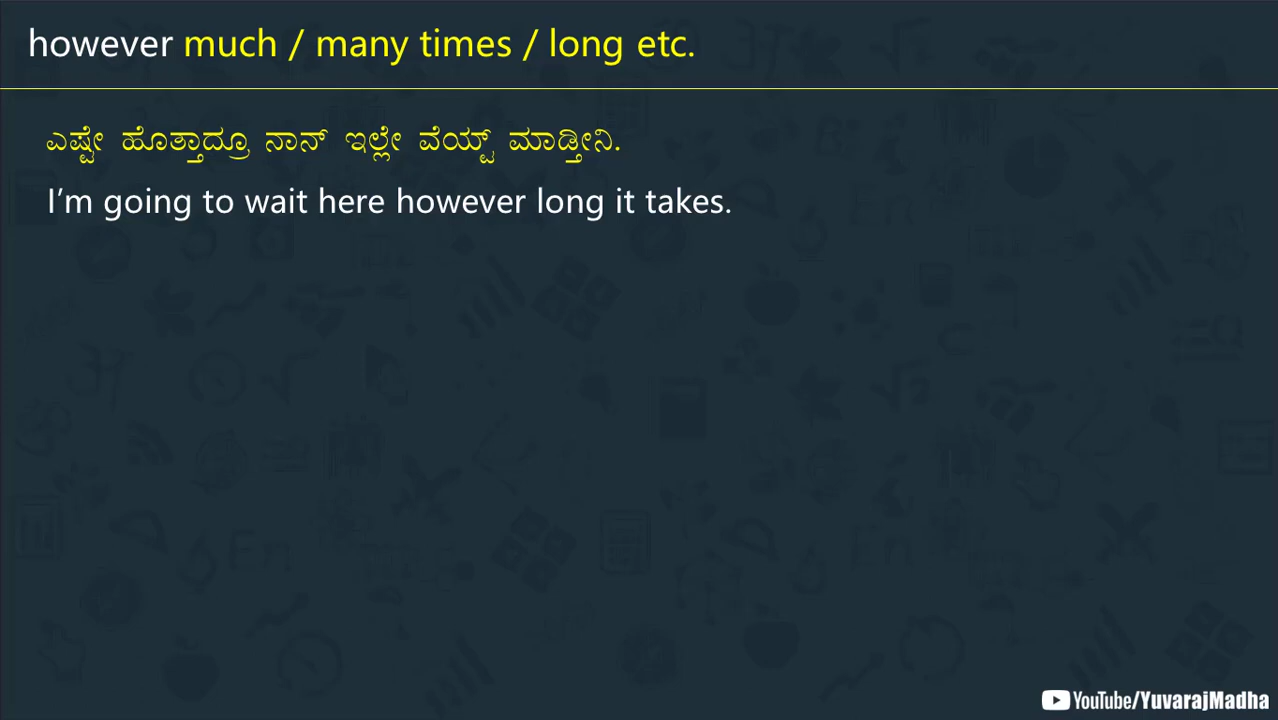 however much / many times / long etc.
ಎಷ್ಟೇ ಹೊತ್ತಾದ್ರೂ ನಾನ್ ಇಲ್ಲೇ ವೆಯ್ಟ್ ಮಾಡ್ತೀನಿ.
I’m going to wait here however long it takes.
YouTube/YuvarajMadha